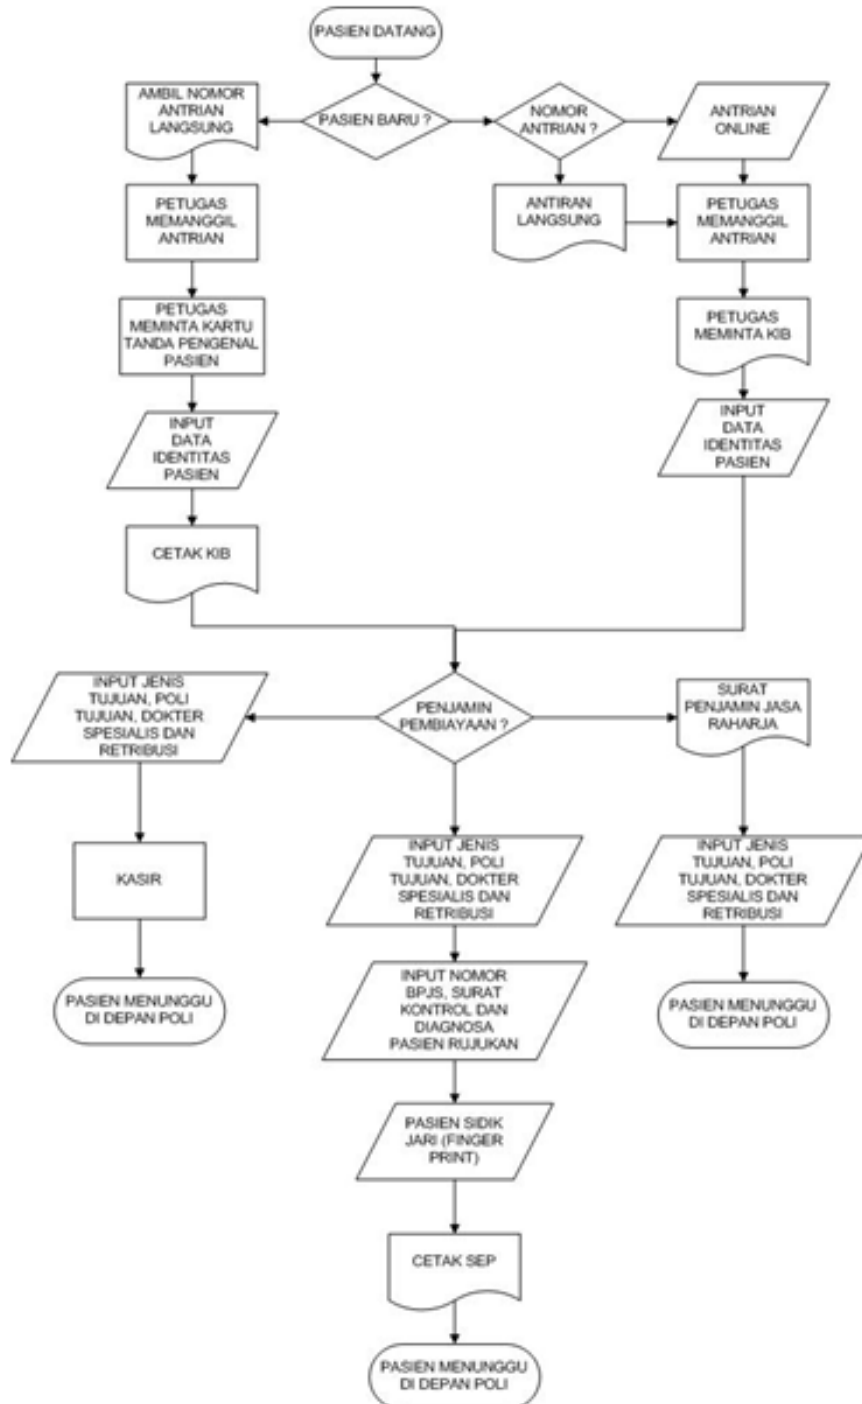 PASIEN DATANG
AMBIL NOMOR
ANTRIAN
LANGSUNG
PASIEN BARU ?
NOMOR
ANTRIAN ?
ANTRIAN
ONLINE
PETUGAS
MEMANGGIL
ANTRIAN
ANTIRAN
LANGSUNG
PETUGAS
MEMANGGIL
ANTRIAN
PETUGAS
MEMINTA KARTU
TANDA PENGENAL
PASIEN
PETUGAS
MEMINTA KIB
INPUT
DATA
IDENTITAS
PASIEN
INPUT
DATA
IDENTITAS
PASIEN
CETAK KIB
INPUT JENIS
TUJUAN, POLI
TUJUAN, DOKTER
SPESIALIS DAN
RETRIBUSI
PENJAMIN
PEMBIAYAAN ?
SURAT
PENJAMIN JASA
RAHARJA
KASIR
INPUT JENIS
TUJUAN, POLI
TUJUAN, DOKTER
SPESIALIS DAN
RETRIBUSI
INPUT JENIS
TUJUAN, POLI
TUJUAN, DOKTER
SPESIALIS DAN
RETRIBUSI
PASIEN MENUNGGU
DI DEPAN POLI
INPUT NOMOR
BPJS, SURAT
KONTROL DAN
DIAGNOSA
PASIEN RUJUKAN
PASIEN MENUNGGU
DI DEPAN POLI
PASIEN SIDIK
JARI (FINGER
PRINT)
CETAK SEP
PASIEN MENUNGGU
DI DEPAN POLI